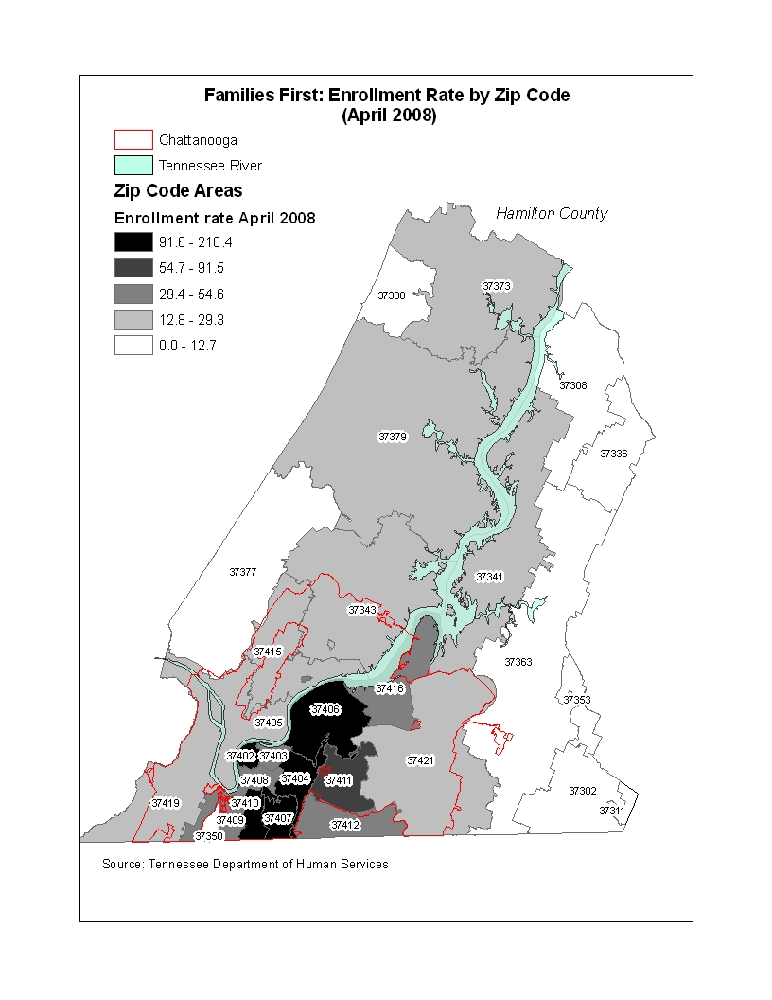 Families First: Enrollment Rate by Zip Code
(April 2008)
Chattanooga
Tennessee River
Zip Code Areas
Enrollment rate April 2008
91.6 - 210.4
54.7 - 91.5
29.4 - 54.6
12.8 - 29.3
0.0 - 12.7
Hamilton County
37373
37338
37308
37379
37336
37377
37341
37343
37415
37363
37416
37353
37406
37405
37402
37403
37421
37408
37404
37411
37302
37419
37410
37311
37409
37407
37412
37350
Source: Tennessee Department of Human Services